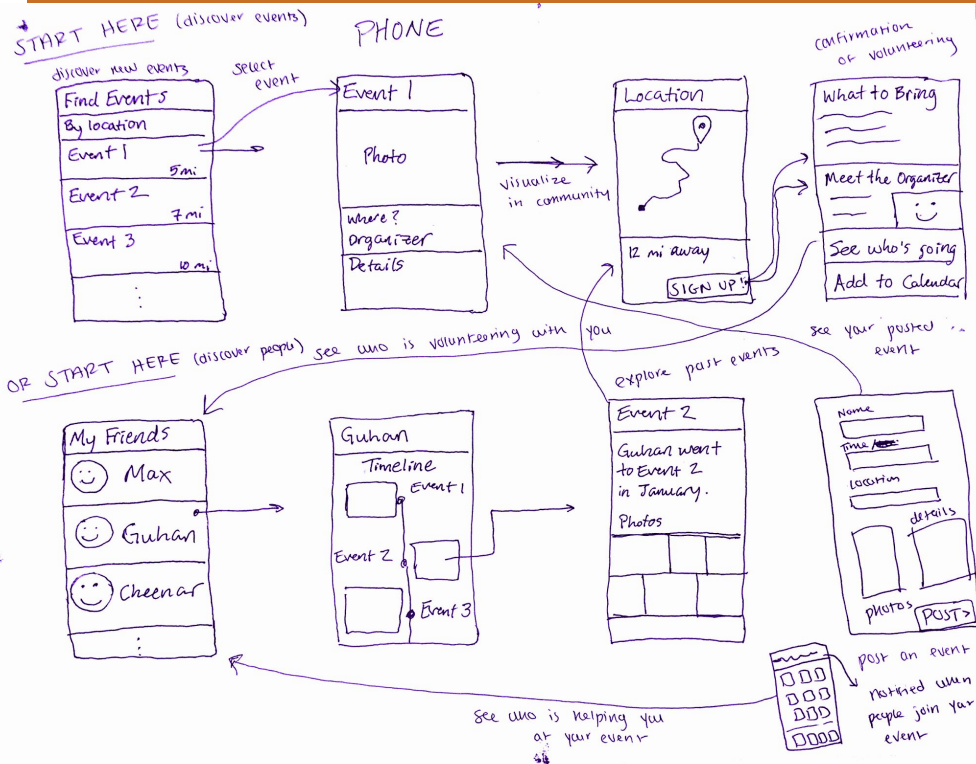 START HERE (discover events)
PHONE
discover new events
Find Events
By location
Event 1
5mi
Event 2
7 mi
Event 3
10 mi
select
event
Event 1
Photo
where?
Organizer
Details
visualize
in community
Location
12 mi away
SIGN UP!
confirmation
of volunteering
What to Bring
Meet the Organizer
See who's going
Add to Calendar
OR START HERE (discover people)
see who is volunteering with you
My Friends
Max
Guhan
Cheenar
Guhan
Timeline
Event 1
Event 2
Event 3
explore past events
Event 2
Guhan went
to Event 2
in January.
Photos
see your posted
event
Name
Time
Location
details
photos
POST>
post an event
notified when
people join your
event
see who is helping you
at your event